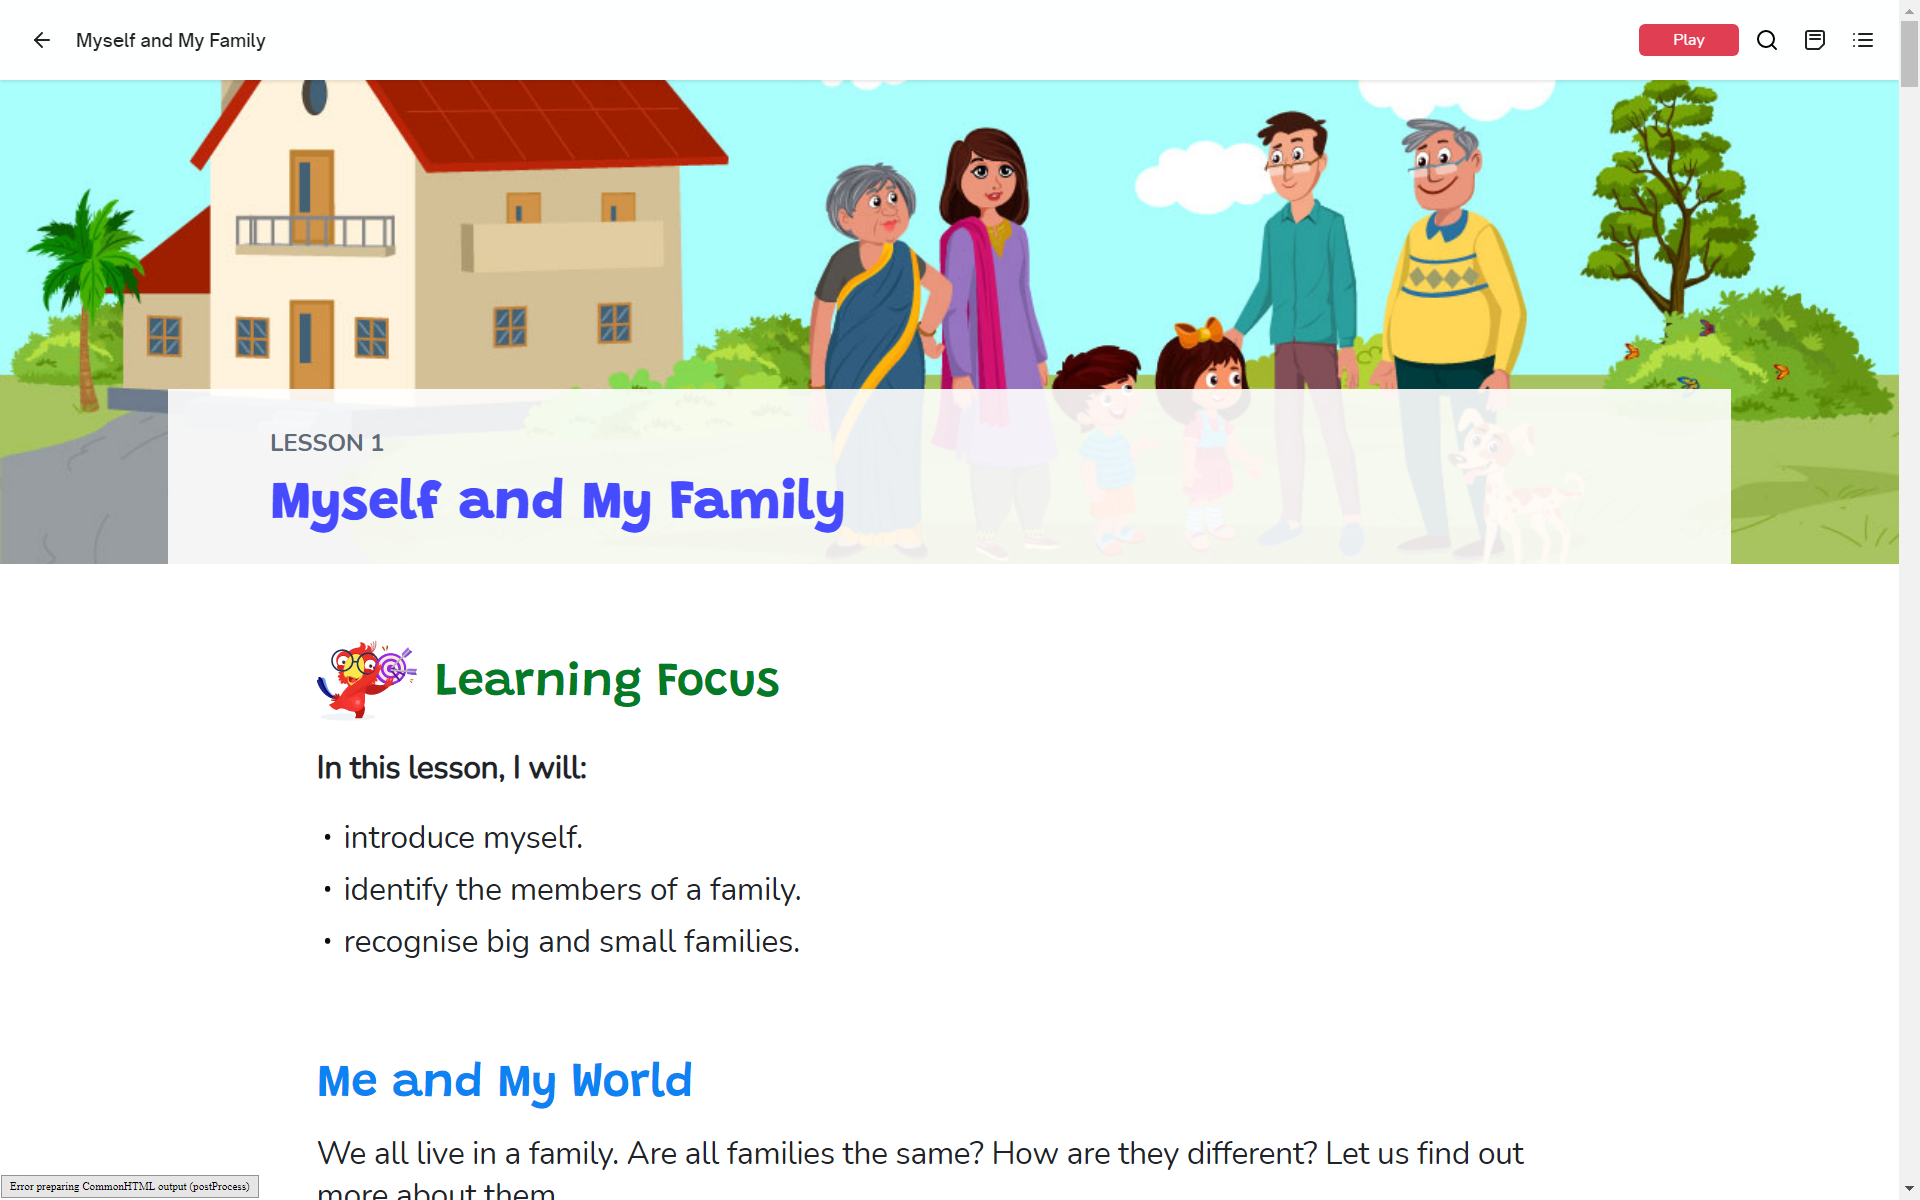 Myself and My Family
Play
LESSON 1
Myself and My Family
Learning Focus
In this lesson, I will:
• introduce myself.
• identify the members of a family.
• recognise big and small families.
Me and My World
We all live in a family. Are all families the same? How are they different? Let us find out
more about them
Error preparing CommonHTML output (postProcess)